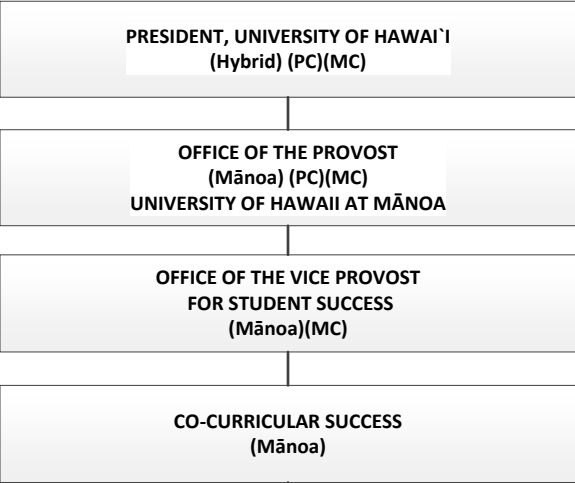 PRESIDENT, UNIVERSITY OF HAWAI`I
(Hybrid) (PC)(MC)
OFFICE OF THE PROVOST
(Mānoa) (PC)(MC)
UNIVERSITY OF HAWAII AT MĀNOA
OFFICE OF THE VICE PROVOST
FOR STUDENT SUCCESS
(Mānoa)(MC)
CO-CURRICULAR SUCCESS
(Mānoa)